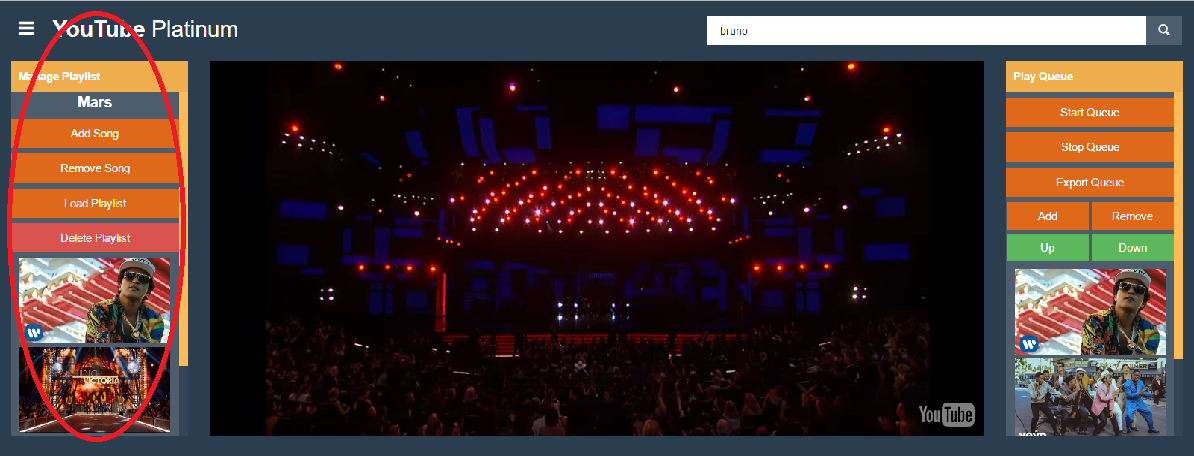 YouTube Platinum
bruno
Manage Playlist
Mars
Add Song
Remove Song
Load Playlist
Delete Playlist
VICTORIA
YouTube
Play Queue
Start Queue
Stop Queue
Export Queue
Add Remove
Up Down
vevo